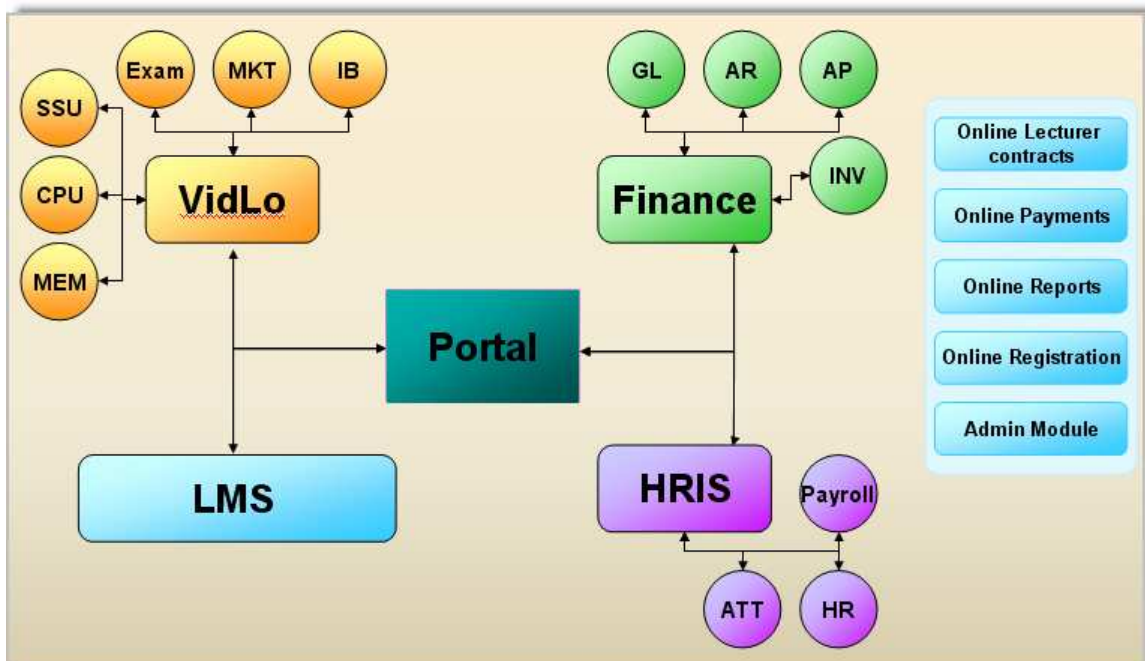 Exam
MKT
IB
GL
AR
AP
SSU
CPU
MEM
VidLo
Finance
INV
Portal
LMS
HRIS
Payroll
ATT
HR
Online Lecturer
contracts
Online Payments
Online Reports
Online Registration
Admin Module